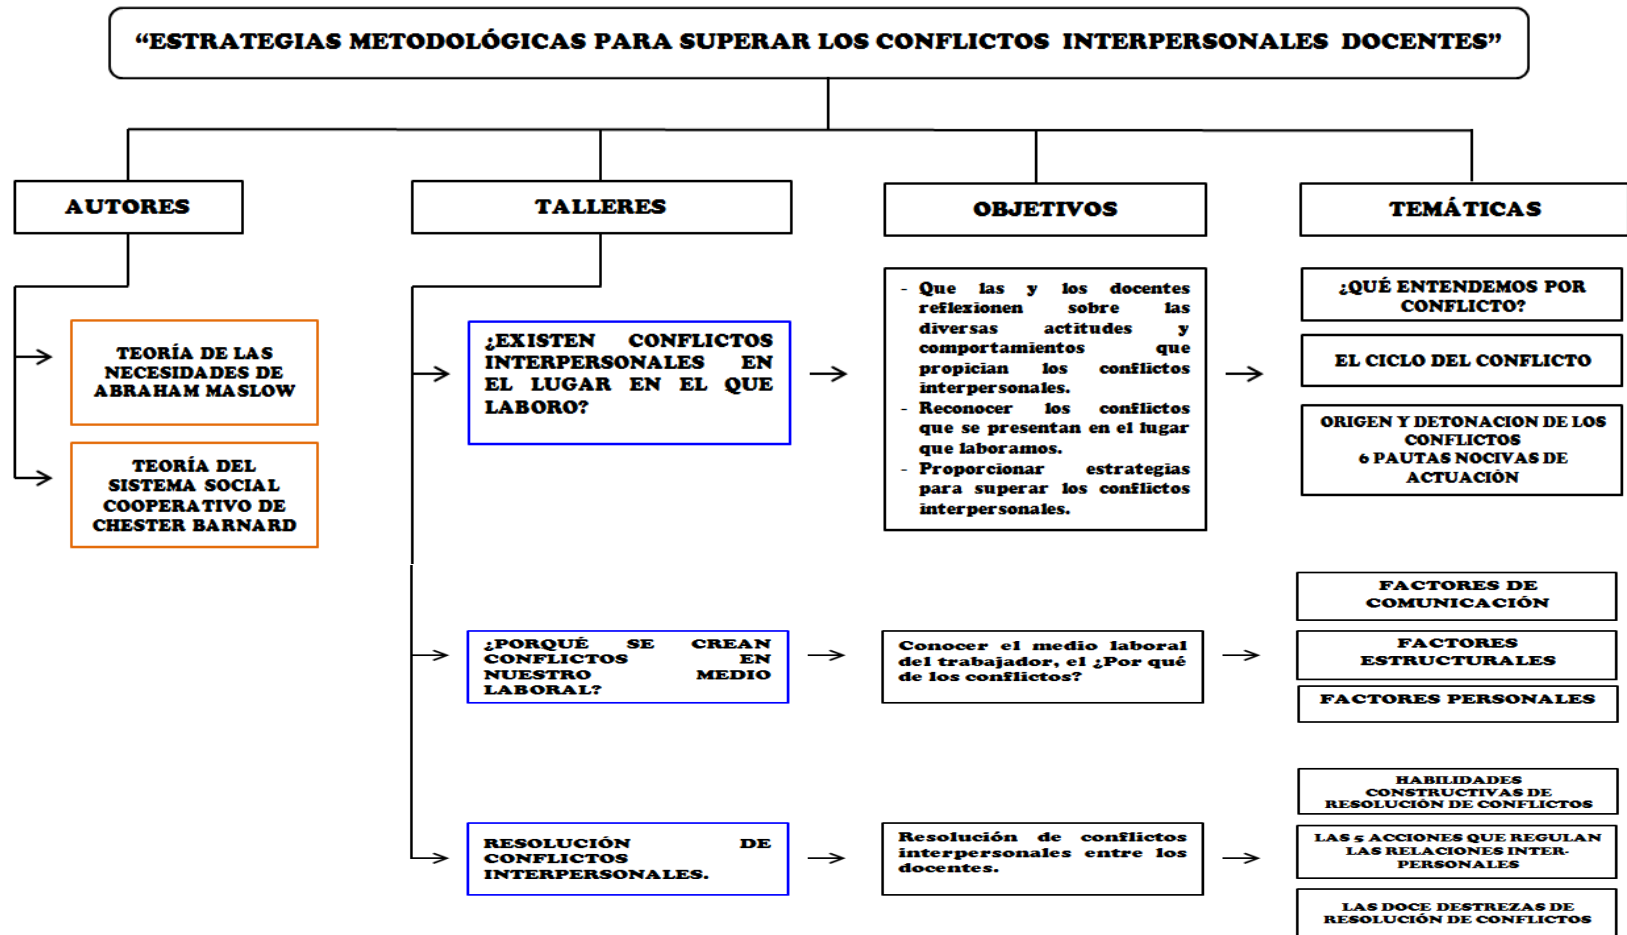 “ESTRATEGIAS METODOLÓGICAS PARA SUPERAR LOS CONFLICTOS INTERPERSONALES DOCENTES”
AUTORES
TALLERES
OBJETIVOS
TEMÁTICAS
TEORÍA DE LAS
NECESIDADES DE
ABRAHAM MASLOW
TEORÍA DEL
SISTEMA SOCIAL
COOPERATIVO DE
CHESTER BARNARD
¿EXISTEN CONFLICTOS
INTERPERSONALES EN
EL LUGAR EN EL QUE
LABORO?
- Que las y los docentes
reflexionen sobre las
diversas actitudes y
comportamientos que
propician los conflictos
interpersonales.
- Reconocer los conflictos
que se presentan en el lugar
que laboramos.
- Proporcionar estrategias
para superar los conflictos
interpersonales.
¿QUÉ ENTENDEMOS POR
CONFLICTO?
EL CICLO DEL CONFLICTO
ORIGEN Y DETONACION DE LOS
CONFLICTOS
6 PAUTAS NOCIVAS DE
ACTUACIÓN
¿PORQUÉ SE CREAN
CONFLICTOS EN
NUESTRO MEDIO
LABORAL?
Conocer el medio laboral
del trabajador, el ¿Por qué
de los conflictos?
FACTORES DE
COMUNICACIÓN
FACTORES
ESTRUCTURALES
FACTORES PERSONALES
RESOLUCIÓN DE
CONFLICTOS
INTERPERSONALES.
Resolución de conflictos
interpersonales entre los
docentes.
HABILIDADES
CONSTRUCTIVAS DE
RESOLUCIÓN DE CONFLICTOS
LAS 5 ACCIONES QUE REGULAN
LAS RELACIONES INTER-
PERSONALES
LAS DOCE DESTREZAS DE
RESOLUCIÓN DE CONFLICTOS